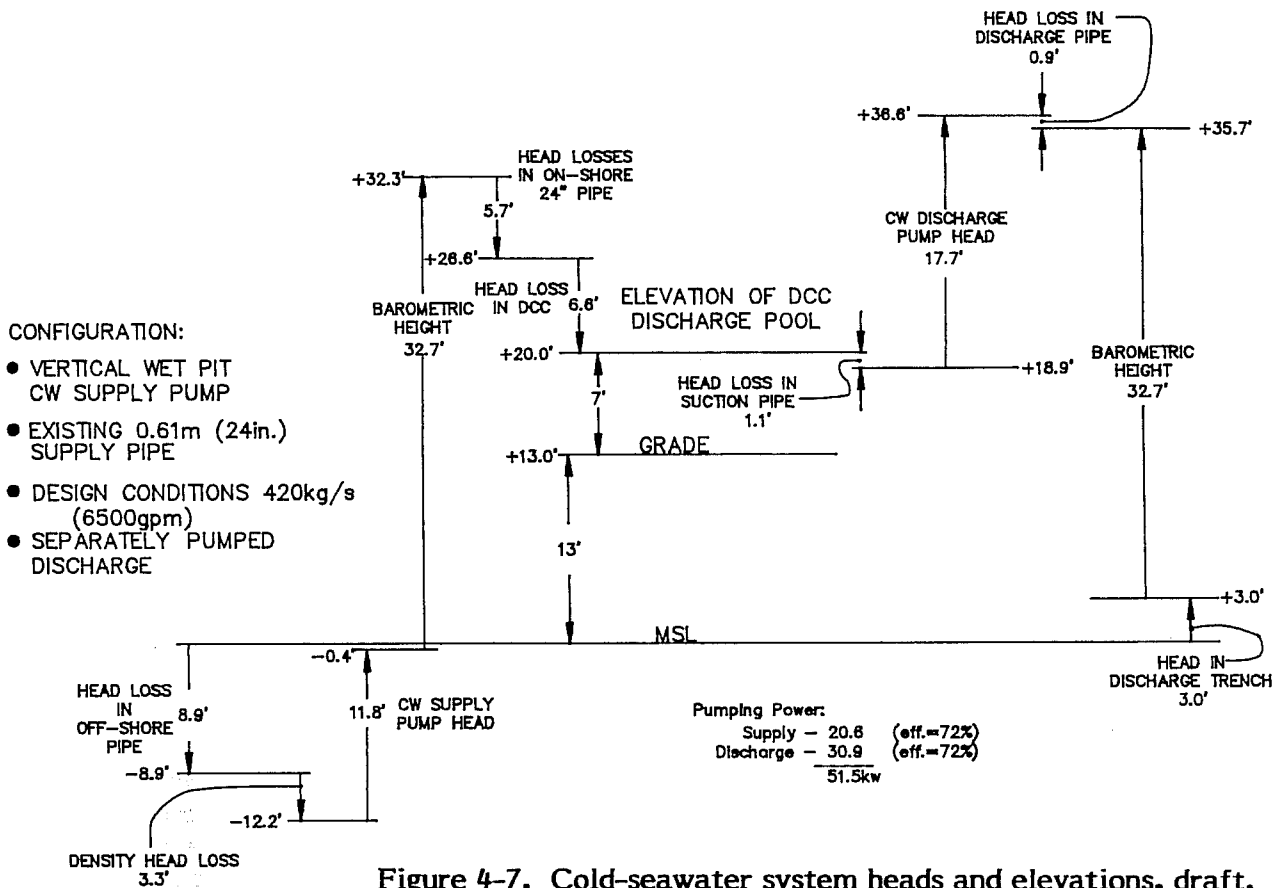 HEAD LOSS IN
DISCHARGE PIPE
0.9'
+36.6'
+35.7'
HEAD LOSSES
IN ON-SHORE
24" PIPE
+32.3'
5.7'
+26.6'
HEAD LOSS
IN DCC
6.6'
BAROMETRIC
HEIGHT
32.7'
CW DISCHARGE
PUMP HEAD
17.7'
ELEVATION OF DCC
DISCHARGE POOL
+20.0'
HEAD LOSS IN
SUCTION PIPE
1.1'
+18.9'
BAROMETRIC
HEIGHT
32.7'
7'
GRADE
+13.0'
13'
CONFIGURATION:
• VERTICAL WET PIT
CW SUPPLY PUMP
• EXISTING 0.61m (24in.)
SUPPLY PIPE
• DESIGN CONDITIONS 420kg/s
(6500gpm)
• SEPARATELY PUMPED
DISCHARGE
+3.0'
MSL
-0.4'
HEAD IN
DISCHARGE TRENCH
3.0'
HEAD LOSS
IN
OFF-SHORE
PIPE
8.9'
11.8'
CW SUPPLY
PUMP HEAD
-8.9'
-12.2'
DENSITY HEAD LOSS
3.3'
Pumping Power:
Supply - 20.6 (eff.=72%)
Discharge - 30.9 (eff.=72%)
51.5kw
Figure 4-7. Cold-seawater system heads and elevations, draft.